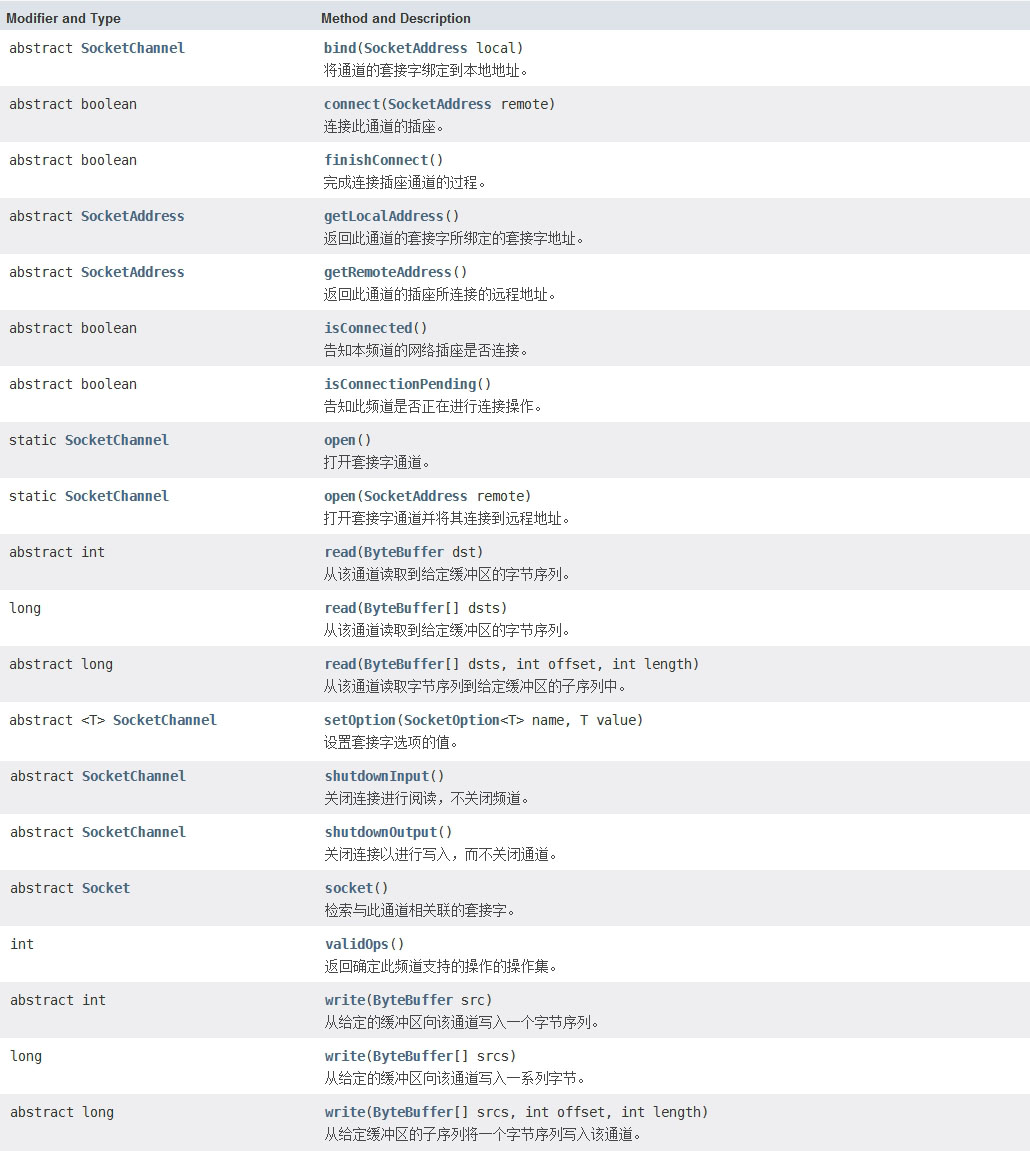 Modifier and Type Method and Description
abstract SocketChannel bind(SocketAddress local)
将通道的套接字绑定到本地地址。
abstract boolean connect(SocketAddress remote)
连接此通道的插座。
abstract boolean finishConnect()
完成连接插座通道的过程。
abstract SocketAddress getLocalAddress()
返回此通道的套接字所绑定的套接字地址。
abstract SocketAddress getRemoteAddress()
返回此通道的插座所连接的远程地址。
abstract boolean isConnected()
告知本频道的网络插座是否连接。
abstract boolean isConnectionPending()
告知此频道是否正在进行连接操作。
static SocketChannel open()
打开套接字通道。
static SocketChannel open(SocketAddress remote)
打开套接字通道并将其连接到远程地址。
abstract int read(ByteBuffer dst)
从该通道读取到给定缓冲区的字节序列。
long read(ByteBuffer[] dsts)
从该通道读取到给定缓冲区的字节序列。
abstract long read(ByteBuffer[] dsts, int offset, int length)
从该通道读取字节序列到给定缓冲区的子序列中。
abstract <T> SocketChannel setOption(SocketOption<T> name, T value)
设置套接字选项的值。
abstract SocketChannel shutdownInput()
关闭连接进行阅读，不关闭频道。
abstract SocketChannel shutdownOutput()
关闭连接以进行写入，而不关闭通道。
abstract Socket socket()
检索与此通道相关联的套接字。
int validOps()
返回确定此频道支持的操作的操作集。
abstract int write(ByteBuffer src)
从给定的缓冲区向该通道写入一个字节序列。
long write(ByteBuffer[] srcs)
从给定的缓冲区向该通道写入一系列字节。
abstract long write(ByteBuffer[] srcs, int offset, int length)
从给定缓冲区的子序列将一个字节序列写入该通道。